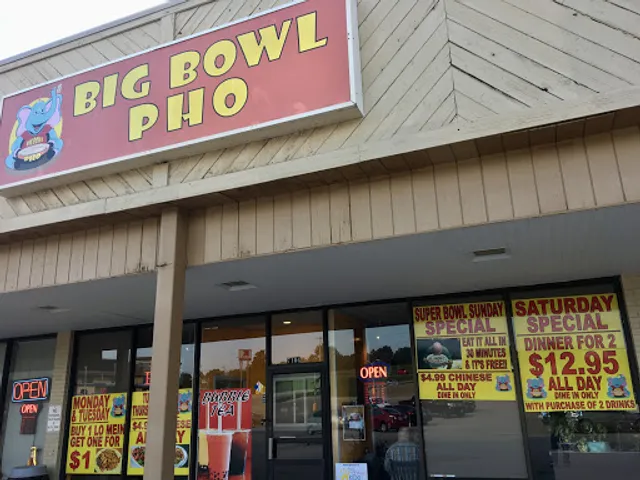 BIG BOWL
PHO
PHO
OPEN
OPEN
MONDAY
& TUESDAY
BUY 1 LO MEIN
GET ONE FOR
$1
BUBBLE
TEA
OPEN
SUPER BOWL SUNDAY
SPECIAL
EAT IT ALL IN
30 MINUTES
& IT'S FREE!
$4.99 CHINESE
ALL DAY
DINE IN ONLY
SATURDAY
SPECIAL
DINNER FOR 2
$12.95
ALL DAY
DINE IN ONLY
WITH PURCHASE OF 2 DRINKS